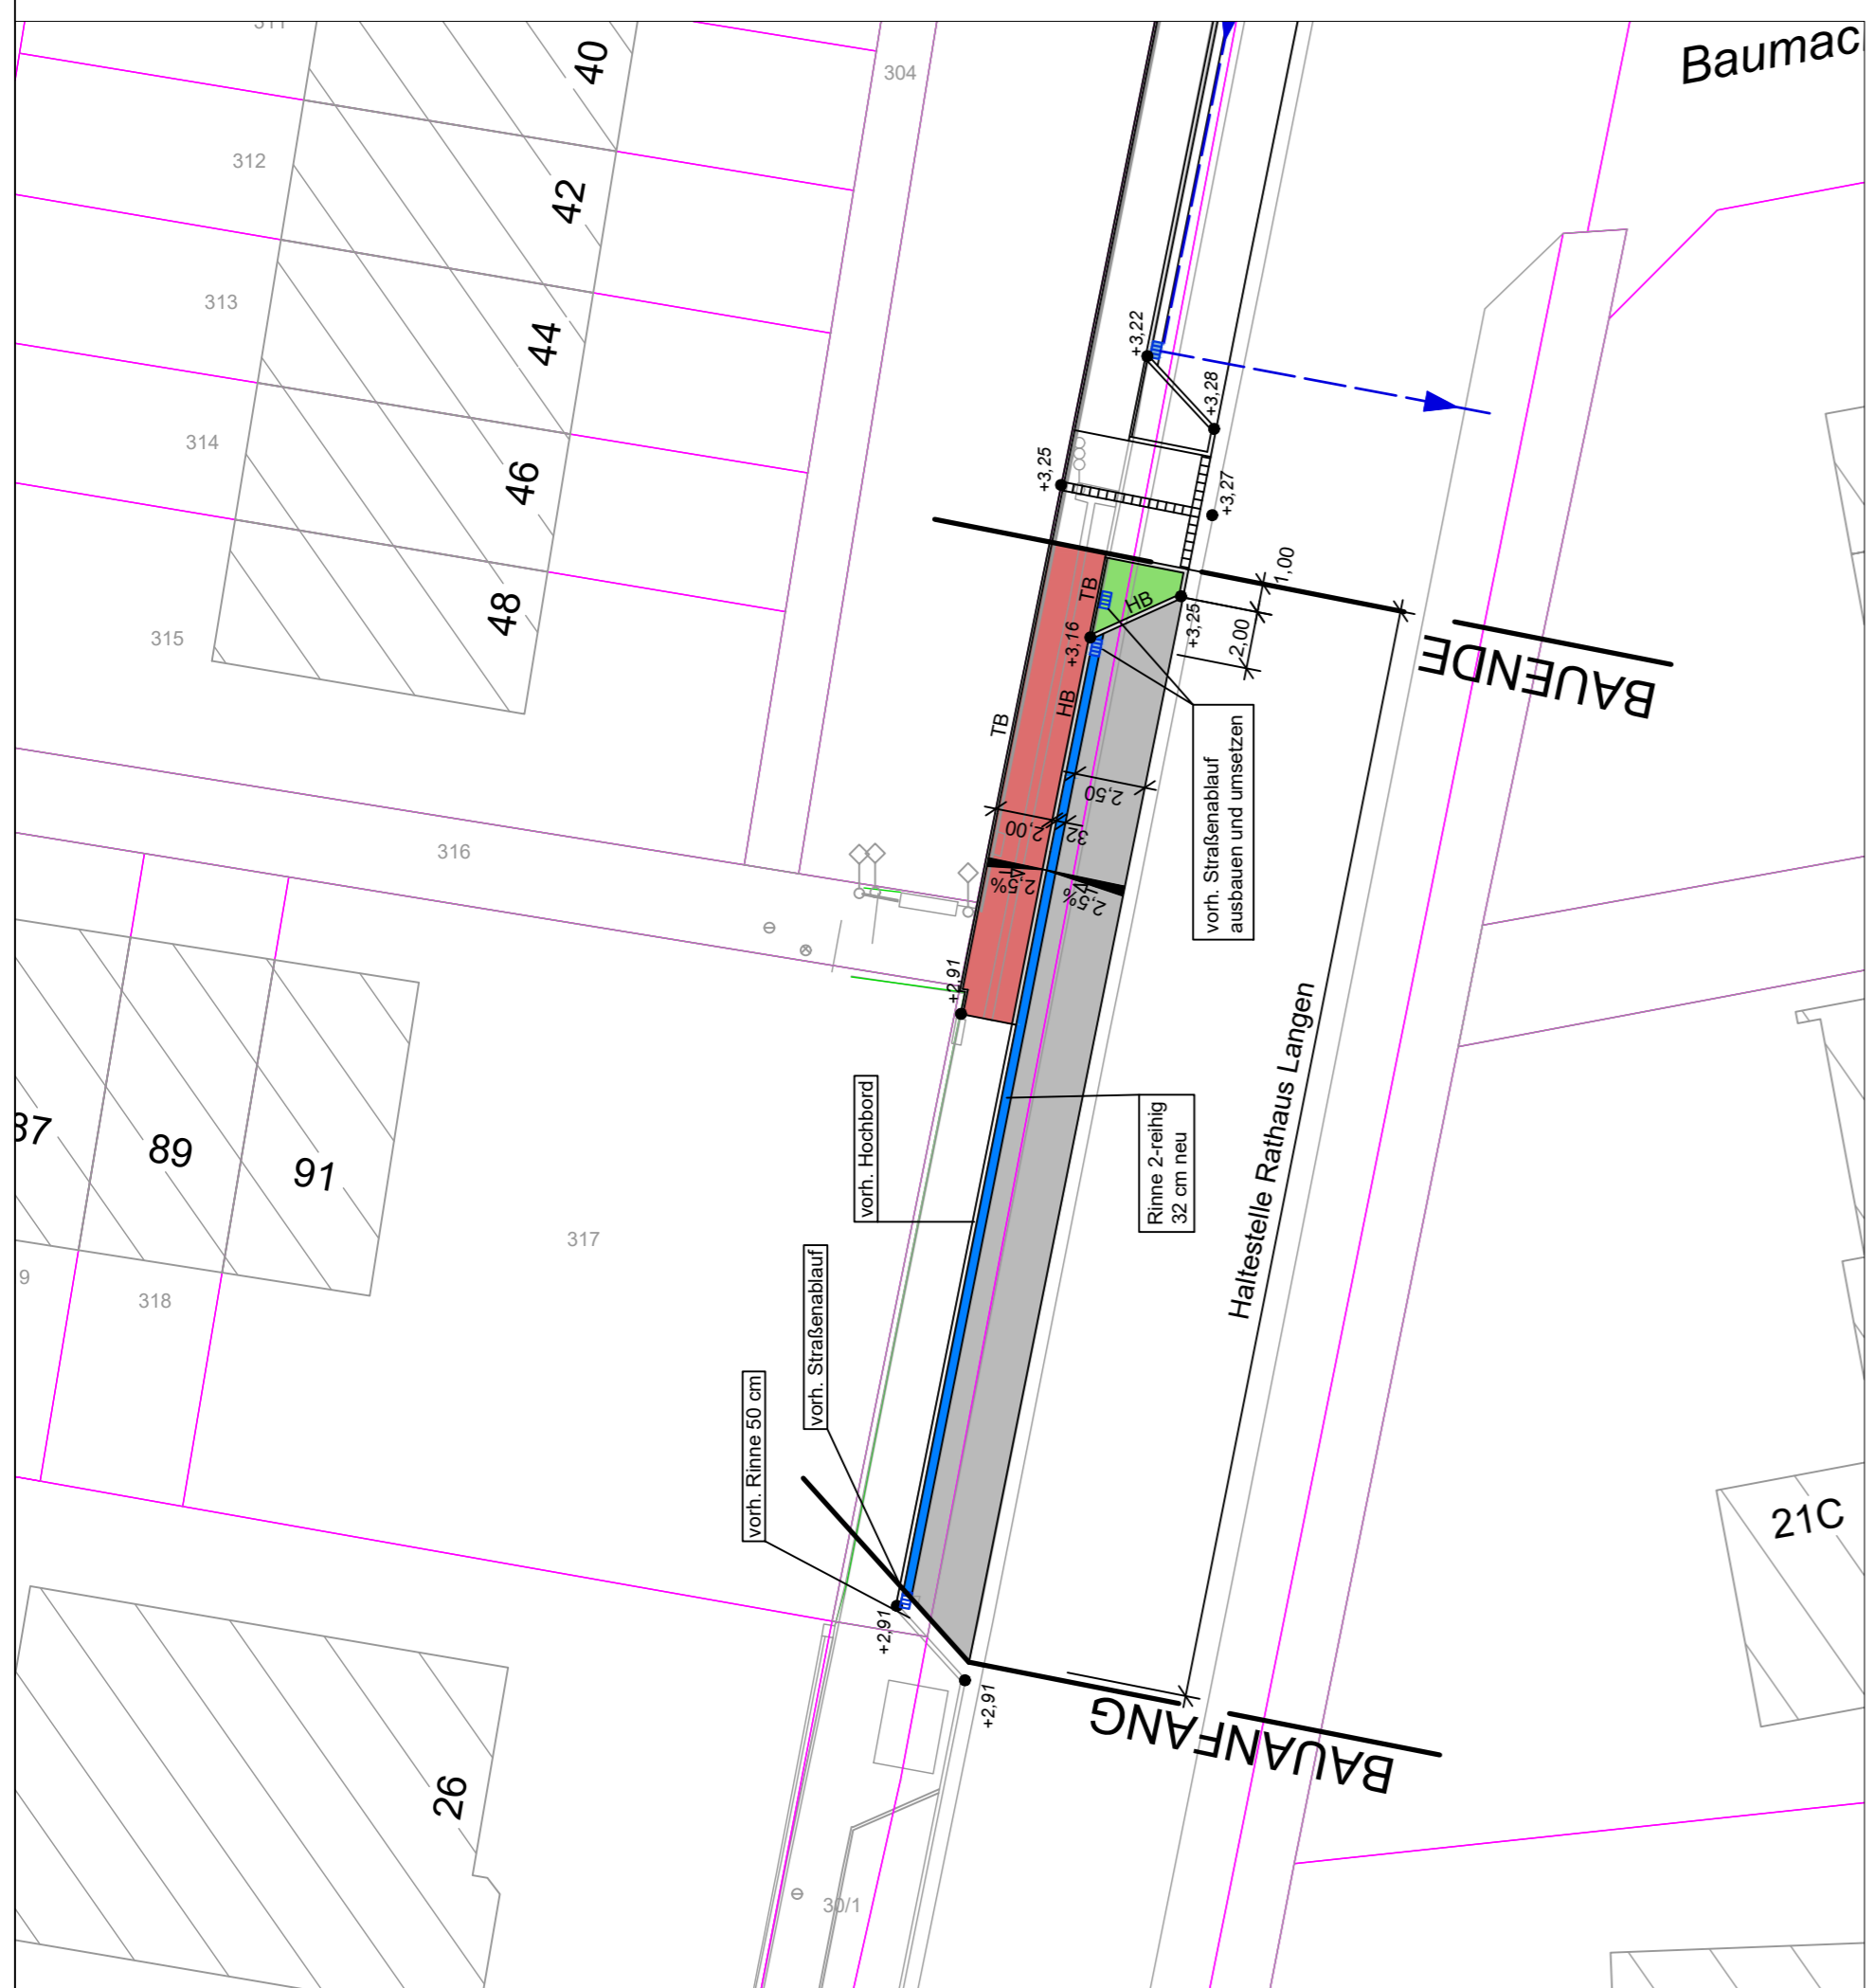 40
304
Baumac
312
42
313
44
+3,22
+3,28
314
46
+3,25
+3,27
1,00
48
TB
HB
315
+3,16
+3,25
2,00
BAUENDE
HB
TB
vorh. Straßenablauf
ausbauen und umsetzen
2,50
2,00
32
316
2,5%
2,5%
+2,91
Haltestelle Rathaus Langen
87
89
91
vorh. Hochbord
Rinne 2-reihig
32 cm neu
317
9
318
vorh. Straßenablauf
vorh. Rinne 50 cm
21C
+2,91
+2,91
BAUANFANG
26
30/1